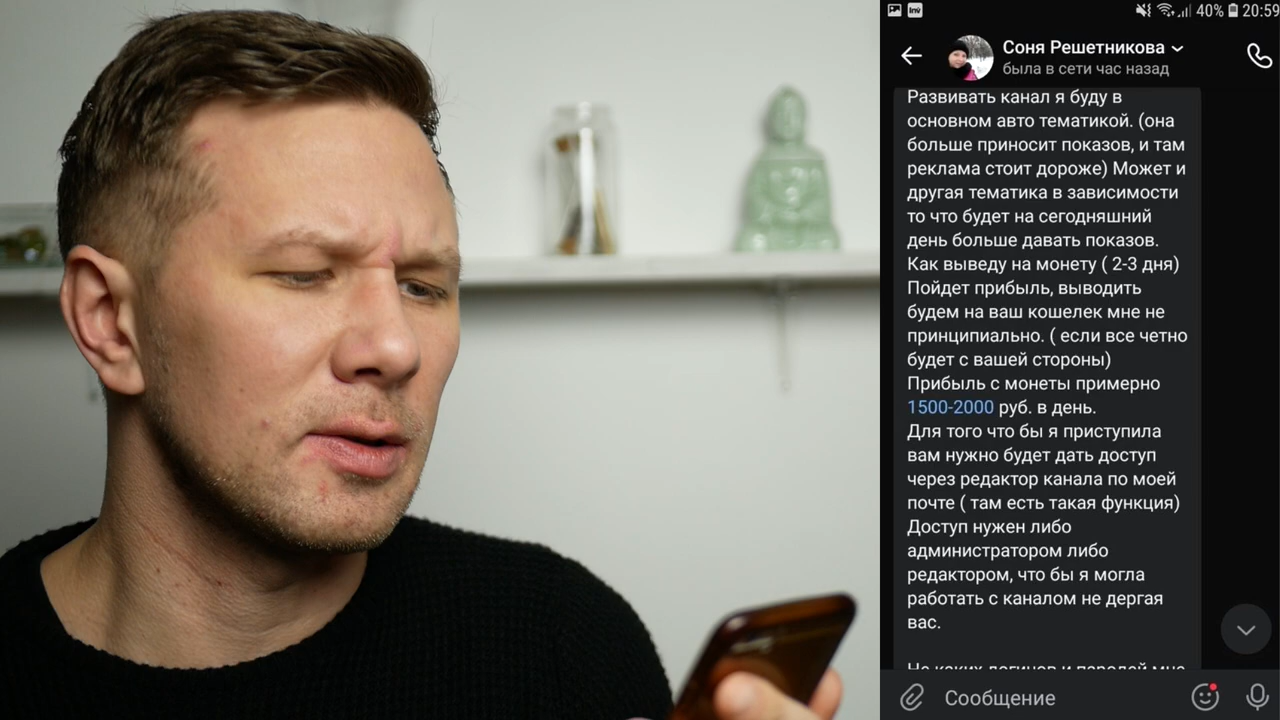 40% 20:59
Соня Решетникова
была в сети час назад
Развивать канал я буду в
основном авто тематикой. (она
больше приносит показов, и там
реклама стоит дороже) Может и
другая тематика в зависимости
то что будет на сегодняшний
день больше давать показов.
Как выведу на монету ( 2-3 дня)
Пойдет прибыль, выводить
будем на ваш кошелек мне не
принципиально. ( если все четно
будет с вашей стороны)
Прибыль с монеты примерно
1500-2000 руб. в день.
Для того что бы я приступила
вам нужно будет дать доступ
через редактор канала по моей
почте ( там есть такая функция)
Доступ нужен либо
администратором либо
редактором, что бы я могла
работать с каналом не дергая
вас.
Не каких логинов и паролей мне
Сообщение